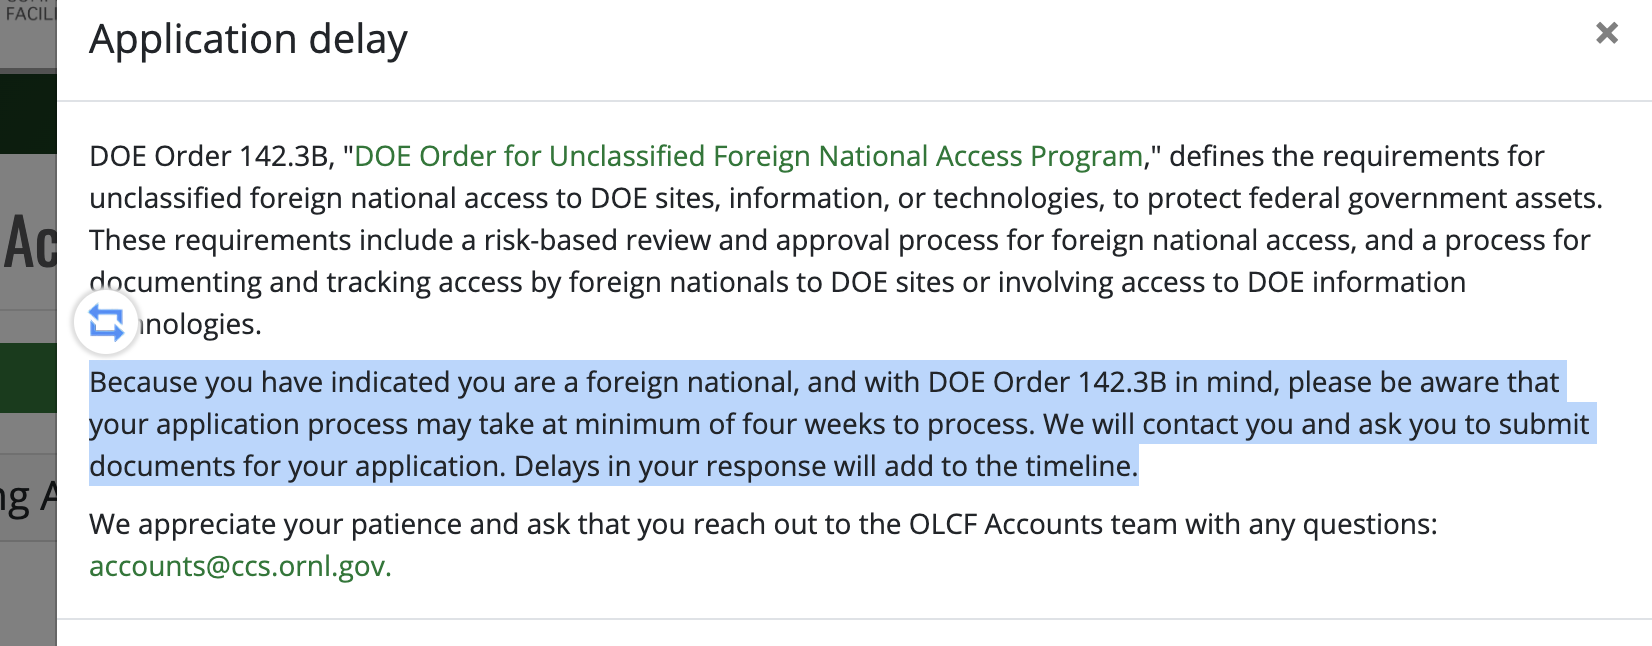 FACIL
Application delay
DOE Order 142.3B, "DOE Order for Unclassified Foreign National Access Program," defines the requirements for
unclassified foreign national access to DOE sites, information, or technologies, to protect federal government assets.
These requirements include a risk-based review and approval process for foreign national access, and a process for
documenting and tracking access by foreign nationals to DOE sites or involving access to DOE information
nologies.
Because you have indicated you are a foreign national, and with DOE Order 142.3B in mind, please be aware that
your application process may take at minimum of four weeks to process. We will contact you and ask you to submit
documents for your application. Delays in your response will add to the timeline.
We appreciate your patience and ask that you reach out to the OLCF Accounts team with any questions:
accounts@ccs.ornl.gov.
Ac
ng A